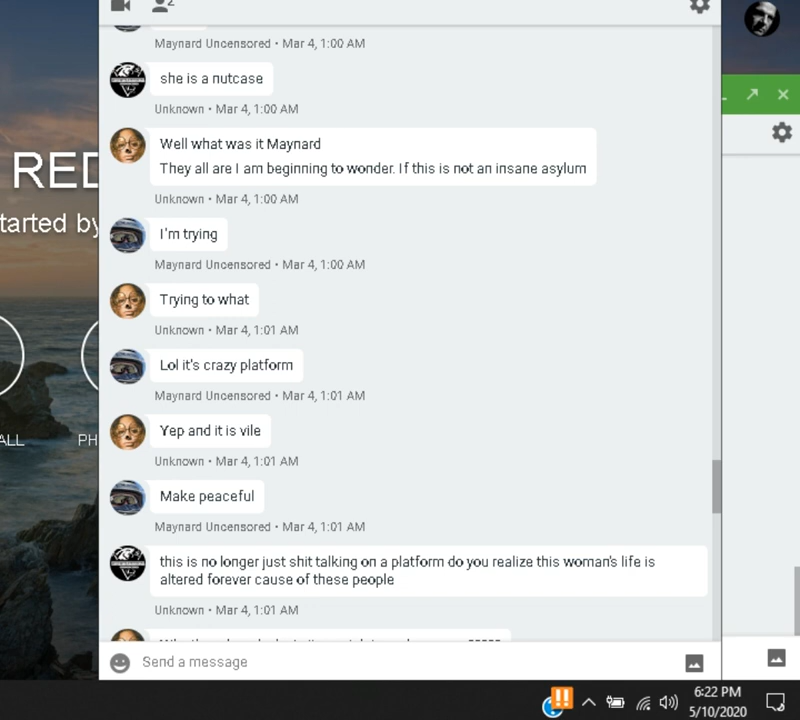 2
Maynard Uncensored • Mar 4, 1:00 AM
she is a nutcase
Unknown • Mar 4, 1:00 AM
Well what was it Maynard
They all are I am beginning to wonder. If this is not an insane asylum
Unknown • Mar 4, 1:00 AM
I'm trying
Maynard Uncensored • Mar 4, 1:00 AM
Trying to what
Unknown • Mar 4, 1:01 AM
Lol it's crazy platform
Maynard Uncensored • Mar 4, 1:01 AM
Yep and it is vile
Unknown • Mar 4, 1:01 AM
Make peaceful
Maynard Uncensored • Mar 4, 1:01 AM
this is no longer just shit talking on a platform do you realize this woman's life is
altered forever cause of these people
Unknown • Mar 4, 1:01 AM
Send a message
RED
tarted by
ALL
PH
6:22 PM
5/10/2020